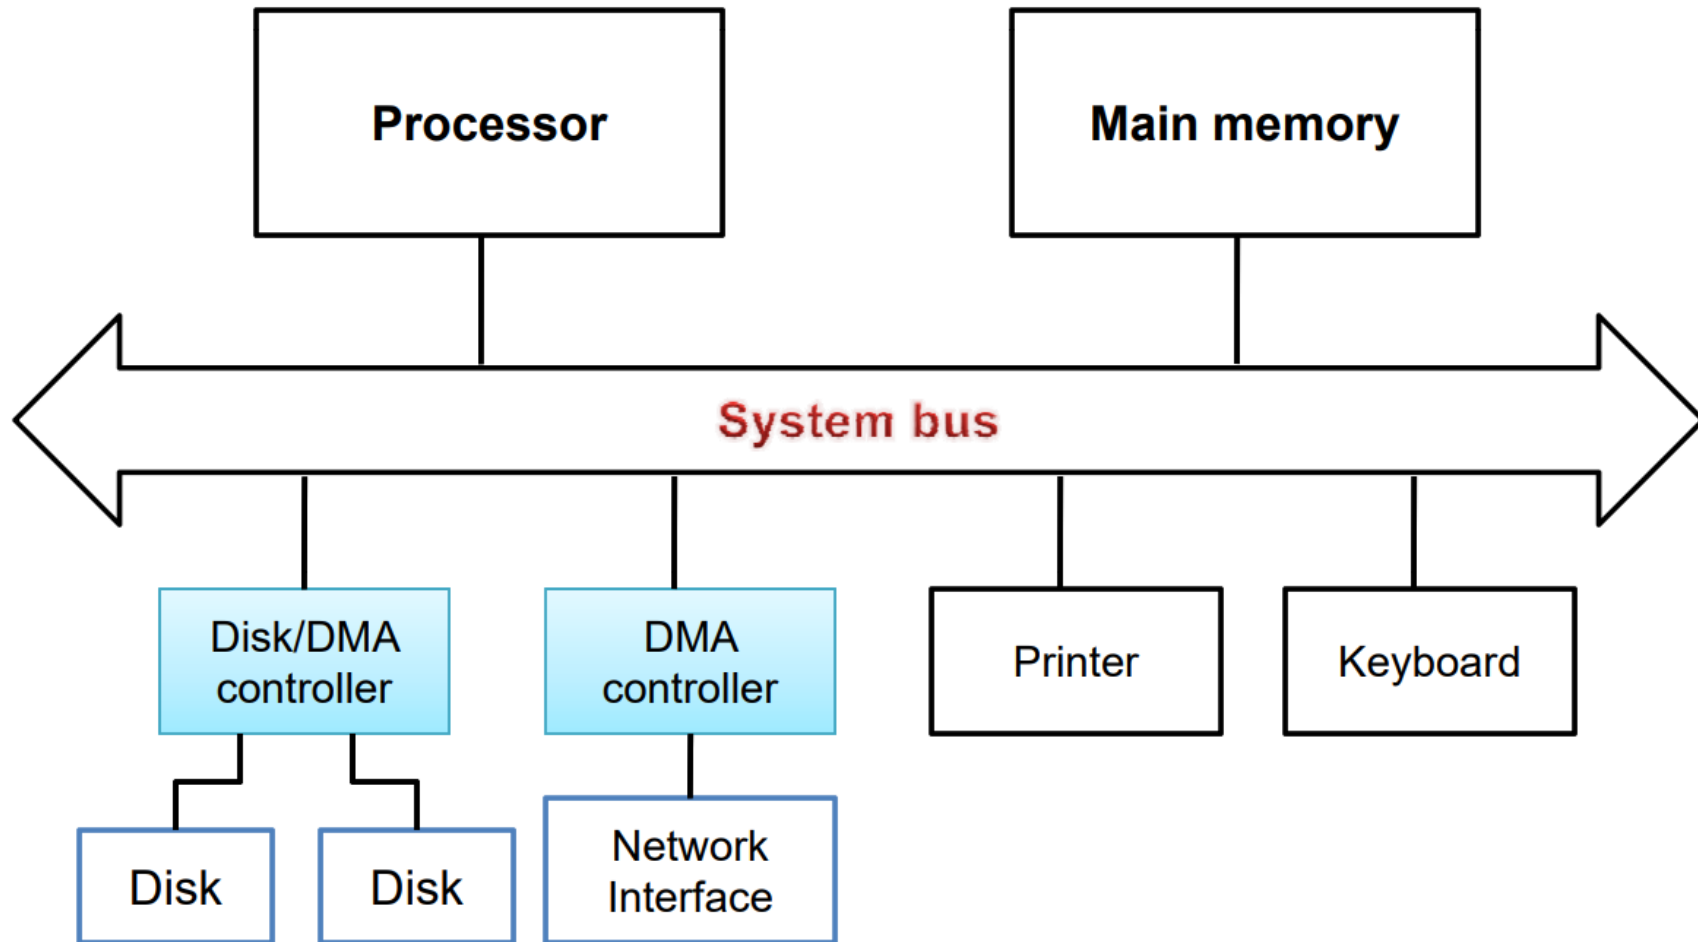 Processor
Main memory
System bus
Disk/DMA
controller
DMA
controller
Printer
Keyboard
Disk
Disk
Network
Interface